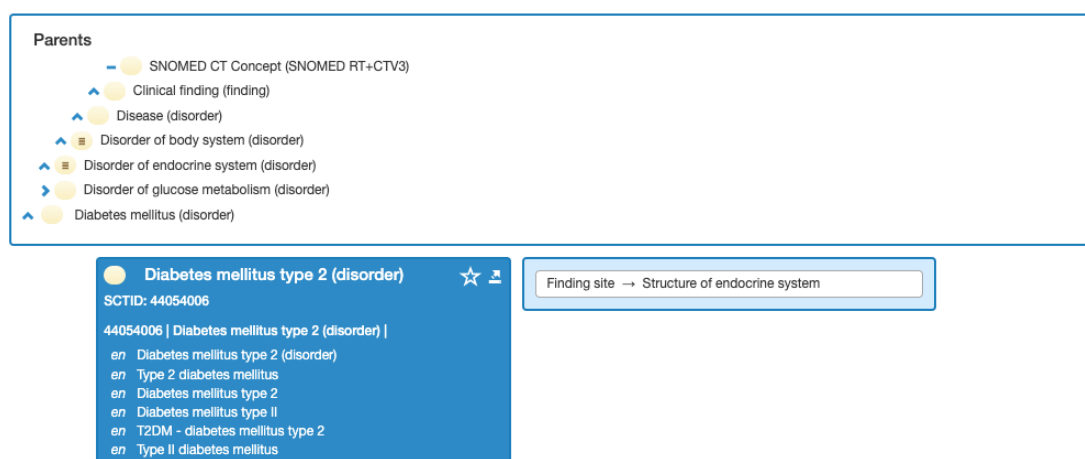 Parents
SNOMED CT Concept (SNOMED RT+CTV3)
Clinical finding (finding)
Disease (disorder)
Disorder of body system (disorder)
Disorder of endocrine system (disorder)
Disorder of glucose metabolism (disorder)
Diabetes mellitus (disorder)
Diabetes mellitus type 2 (disorder)
SCTID: 44054006
44054006 | Diabetes mellitus type 2 (disorder) |
en Diabetes mellitus type 2 (disorder)
en Type 2 diabetes mellitus
en Diabetes mellitus type 2
en Diabetes mellitus type II
en T2DM - diabetes mellitus type 2
en Type II diabetes mellitus
Finding site → Structure of endocrine system